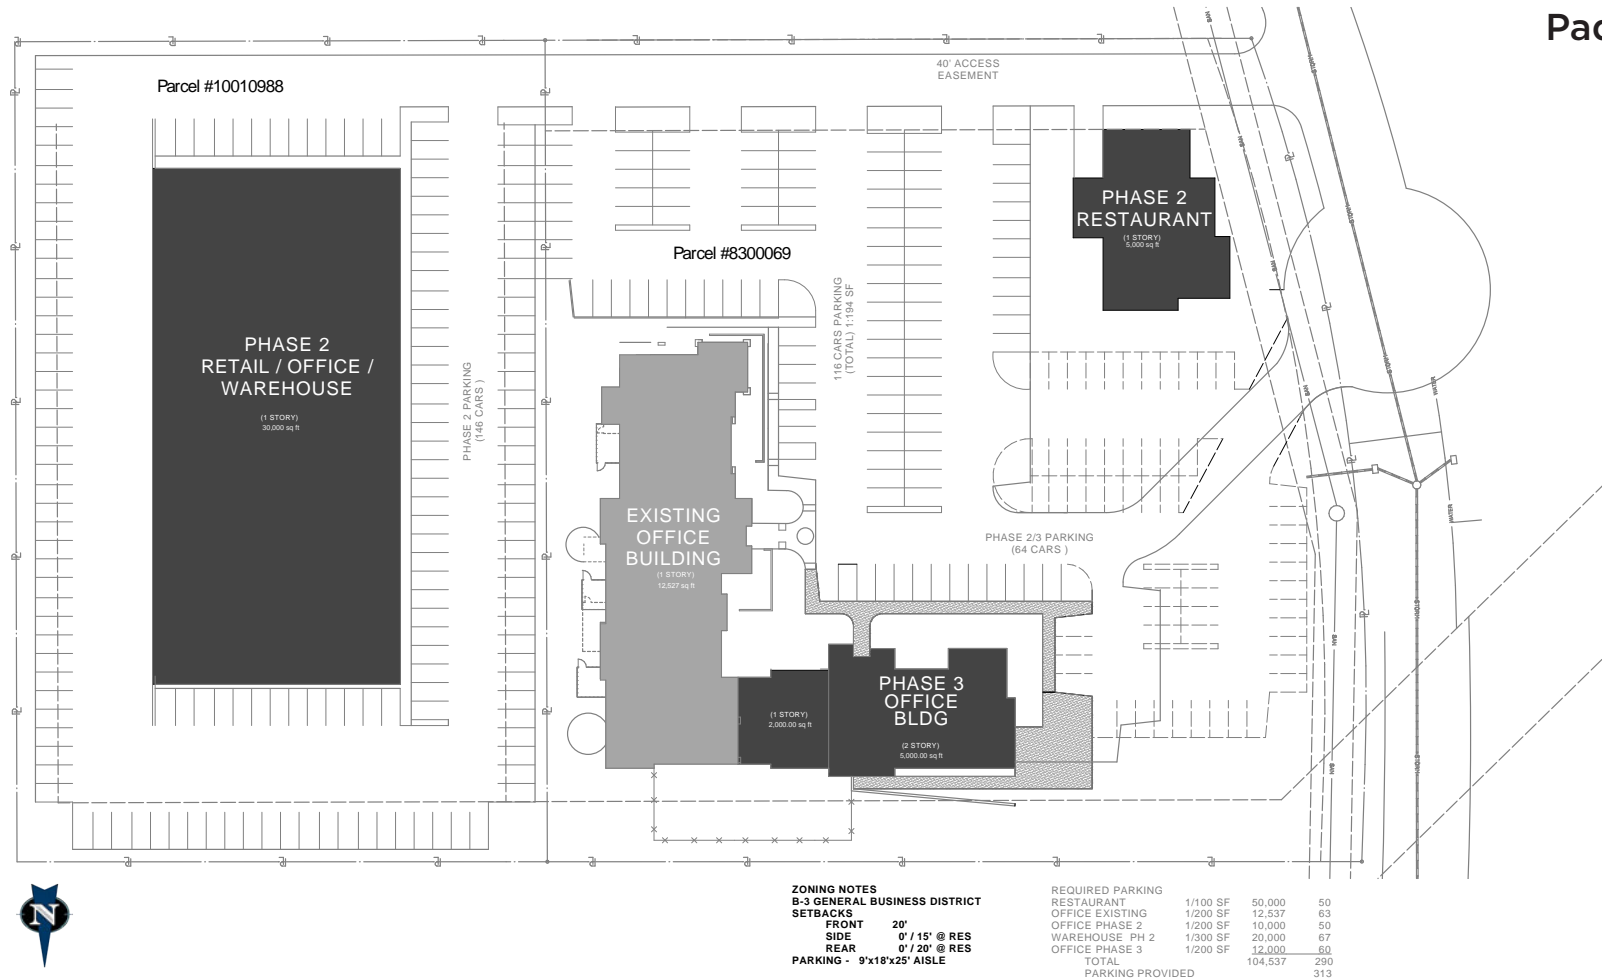 Pac
40' ACCESS
EASEMENT
Parcel #10010988
PHASE 2
RESTAURANT
(1 STORY)
5,000 sq ft
Parcel #8300069
116 CARS PARKING
(TOTAL) 1:194 SF
PHASE 2
RETAIL / OFFICE /
WAREHOUSE
(1 STORY)
30,000 sq ft
PHASE 2 PARKING
(146 CARS )
EXISTING
OFFICE
BUILDING
(1 STORY)
12,527 sq ft
PHASE 2/3 PARKING
(64 CARS )
PHASE 3
OFFICE
BLDG
(2 STORY)
5,000.00 sq ft
(1 STORY)
2,000.00 sq ft
N
ZONING NOTES
B-3 GENERAL BUSINESS DISTRICT
SETBACKS
FRONT 20'
SIDE 0' / 15' @ RES
REAR 0' / 20' @ RES
PARKING - 9'x18'x25' AISLE
REQUIRED PARKING
RESTAURANT 1/100 SF 50,000 50
OFFICE EXISTING 1/200 SF 12,537 63
OFFICE PHASE 2 1/200 SF 10,000 50
WAREHOUSE PH 2 1/300 SF 20,000 67
OFFICE PHASE 3 1/200 SF 12,000 60
TOTAL 104,537 290
PARKING PROVIDED 313